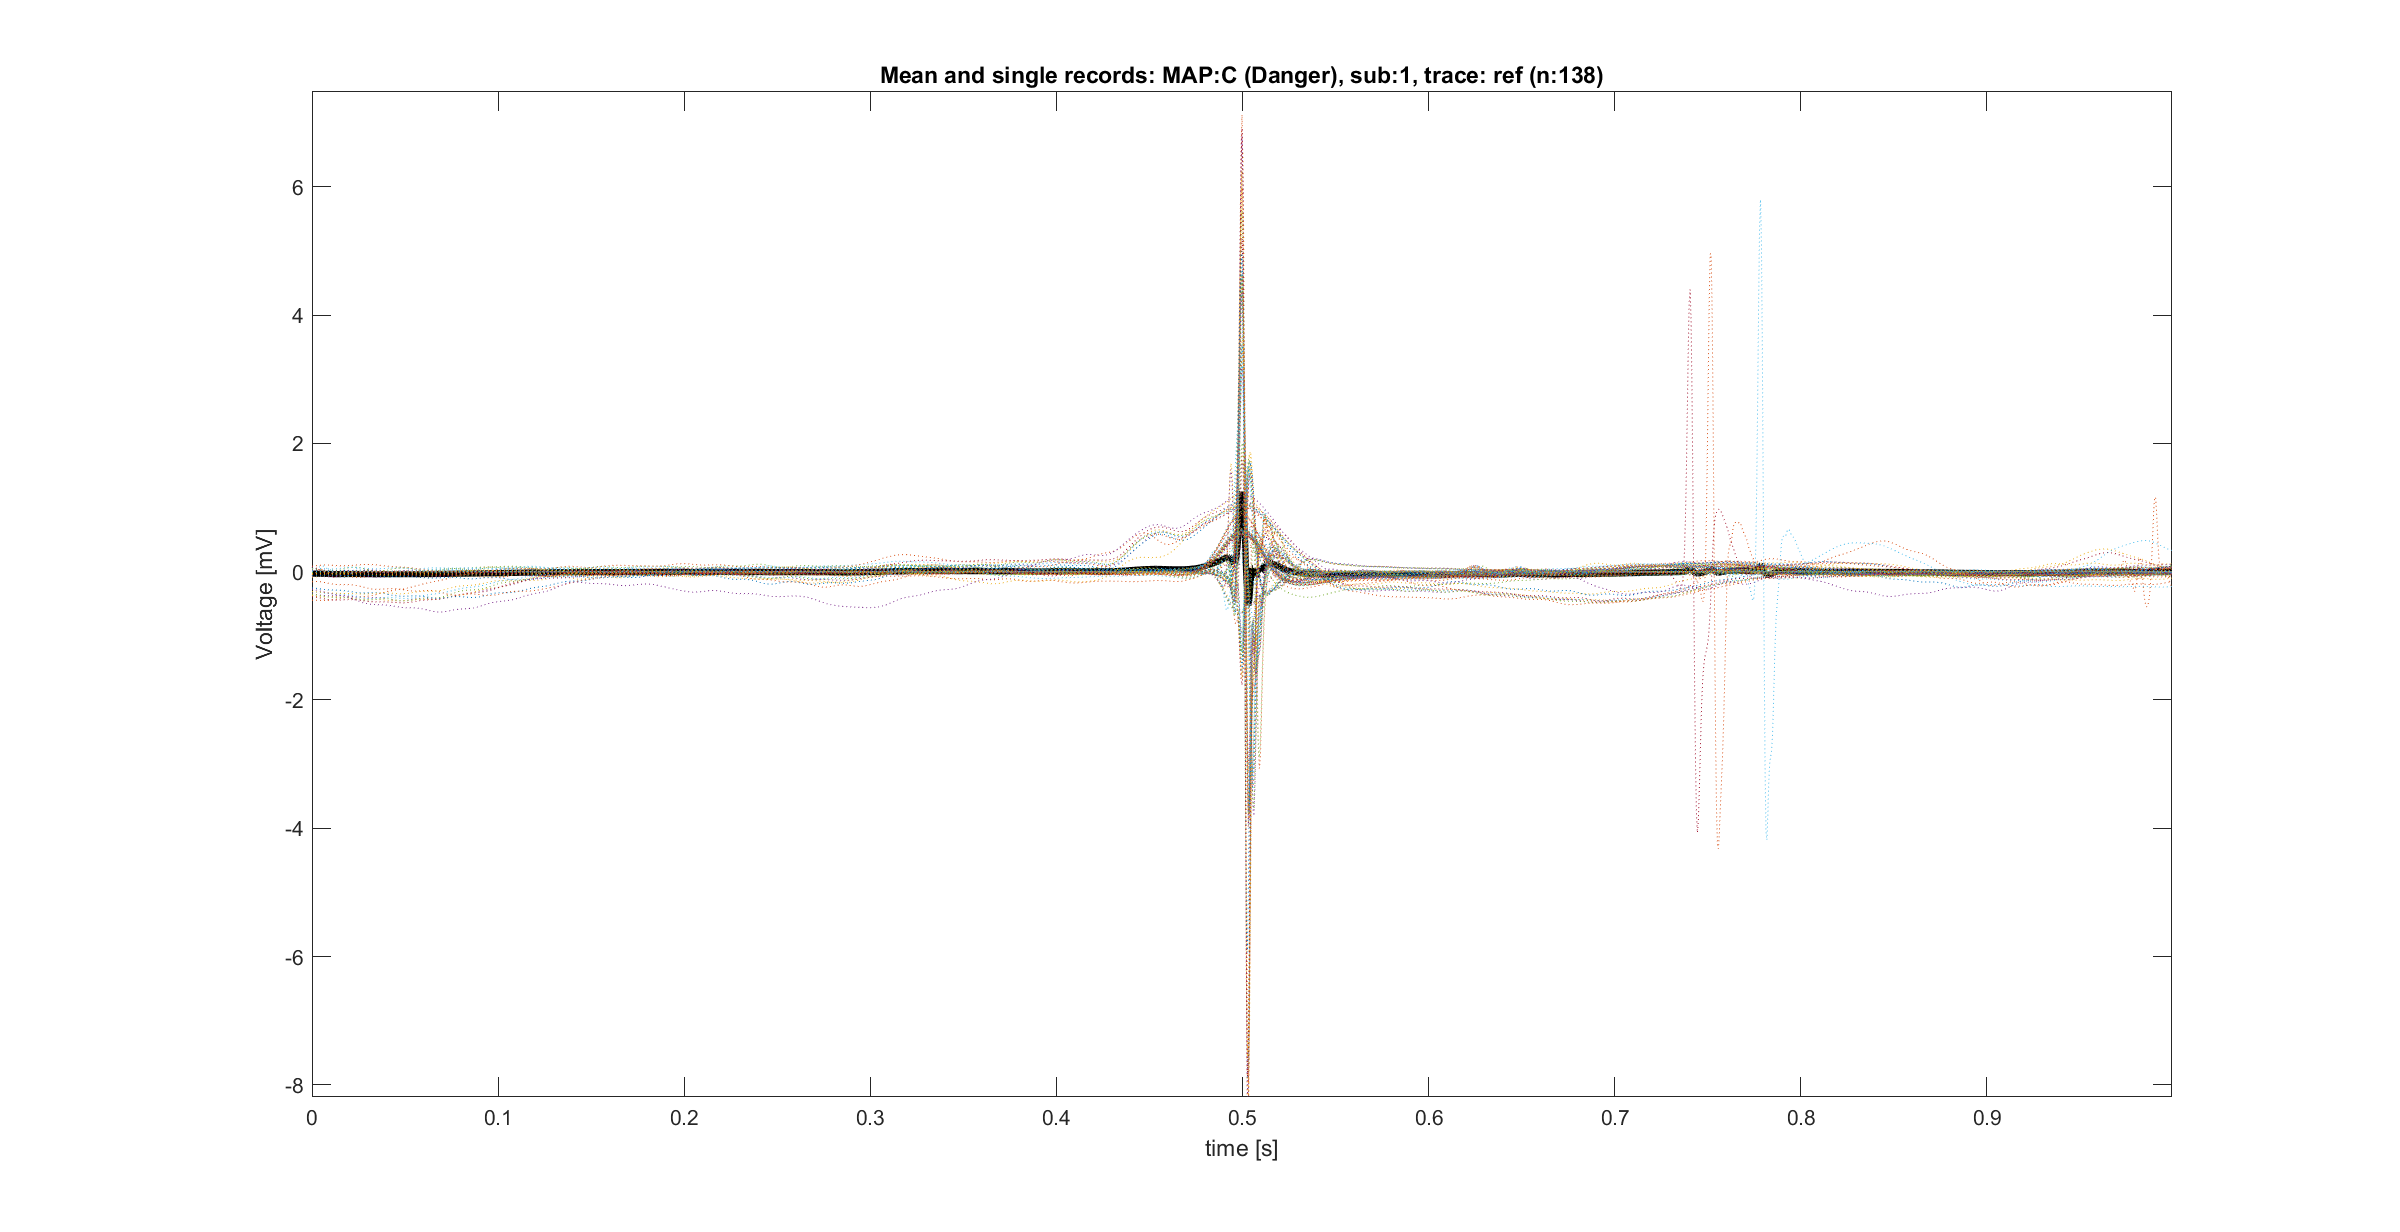 Mean and single records: MAP:C (Danger), sub:1, trace: ref (n:138)
6
4
2
0
-2
-4
-6
-8
Voltage [mV]
0 0.1 0.2 0.3 0.4 0.5 0.6 0.7 0.8 0.9
time [s]